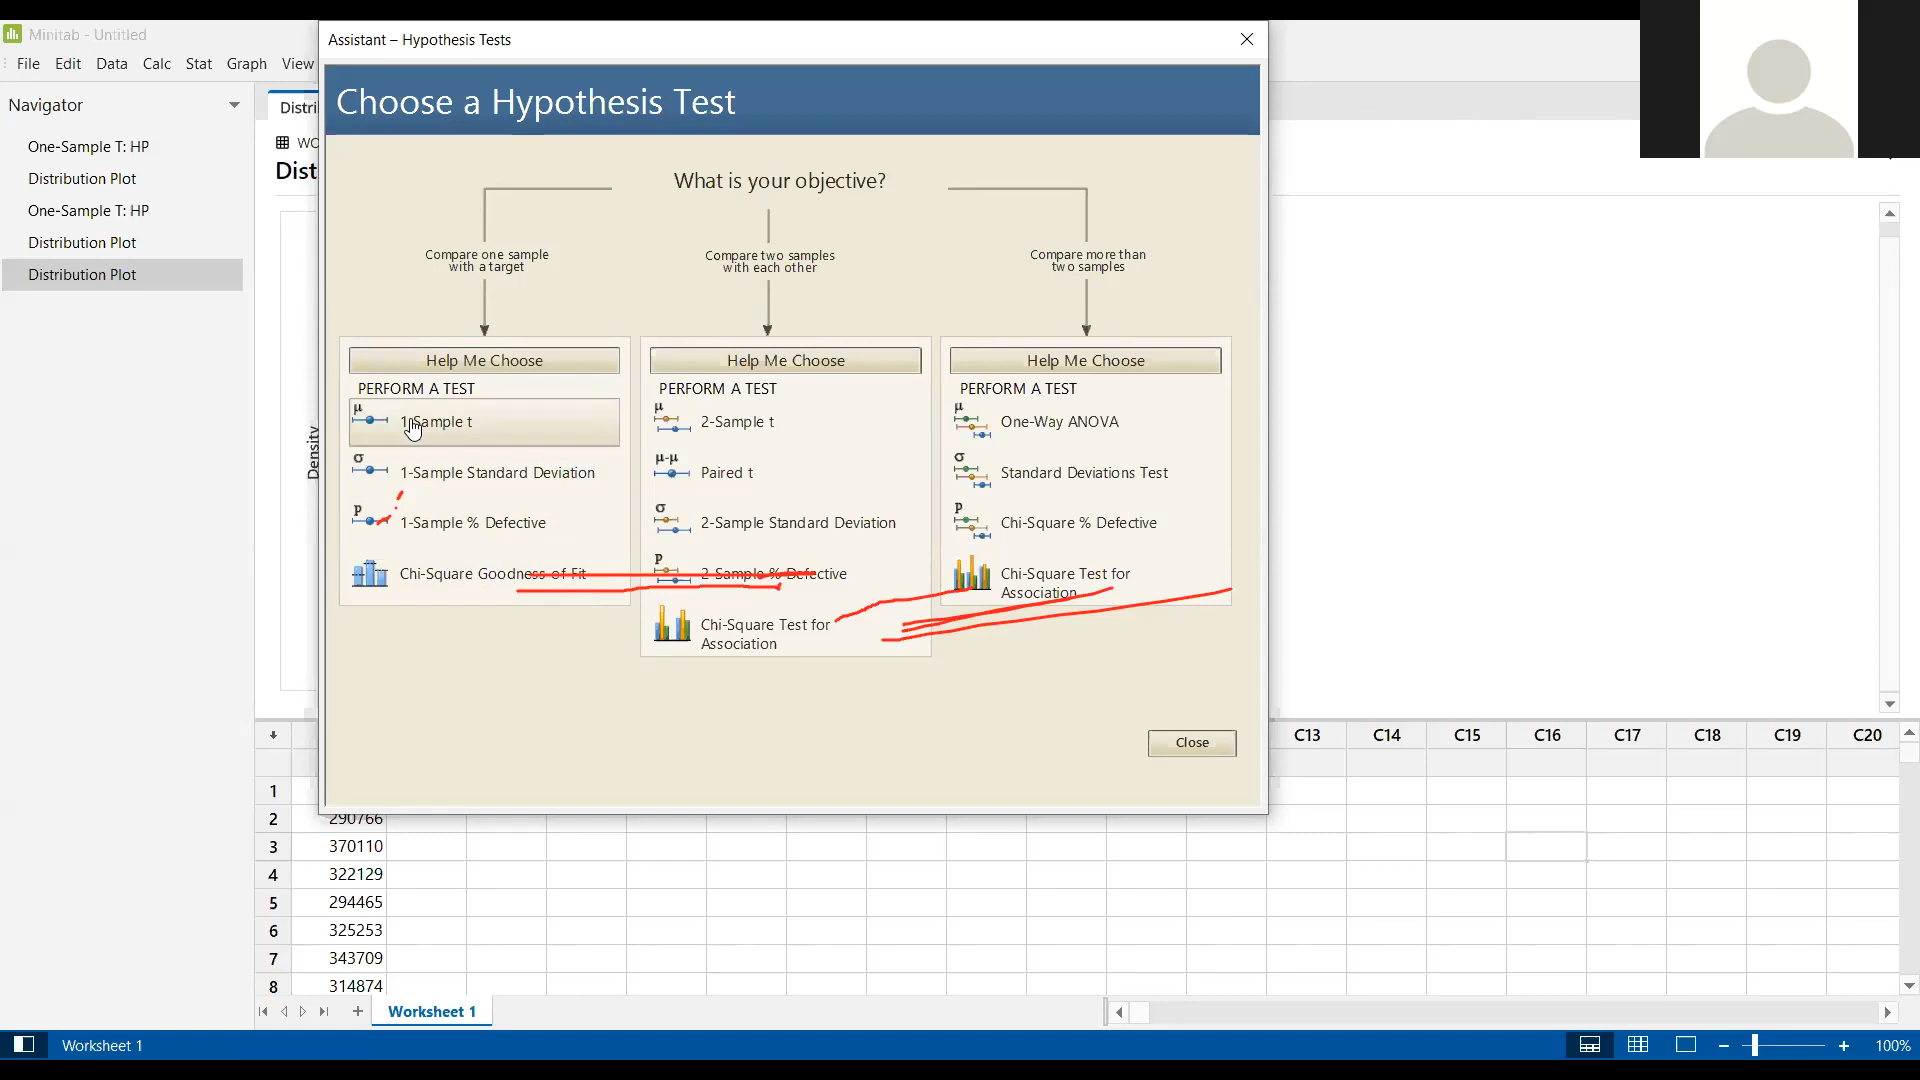 Minitab - Untitled
File Edit Data Calc Stat Graph View
Navigator
One-Sample T: HP
Distribution Plot
One-Sample T: HP
Distribution Plot
Distribution Plot
Distri
WO
Dist
Density
Assistant – Hypothesis Tests
Choose a Hypothesis Test
What is your objective?
Compare one sample
with a target
Compare two samples
with each other
Compare more than
two samples
Help Me Choose
PERFORM A TEST
μ
1-Sample t
σ
1-Sample Standard Deviation
p
1-Sample % Defective
Chi-Square Goodness-of-Fit
Help Me Choose
PERFORM A TEST
μ
2-Sample t
μ-μ
Paired t
σ
2-Sample Standard Deviation
p
2-Sample % Defective
Chi-Square Test for
Association
Help Me Choose
PERFORM A TEST
μ
One-Way ANOVA
σ
Standard Deviations Test
p
Chi-Square % Defective
Chi-Square Test for
Association
Close
C13 C14 C15 C16 C17 C18 C19 C20
1
2 290766
3 370110
4 322129
5 294465
6 325253
7 343709
8 314874
+ Worksheet 1
Worksheet 1
− + 100%